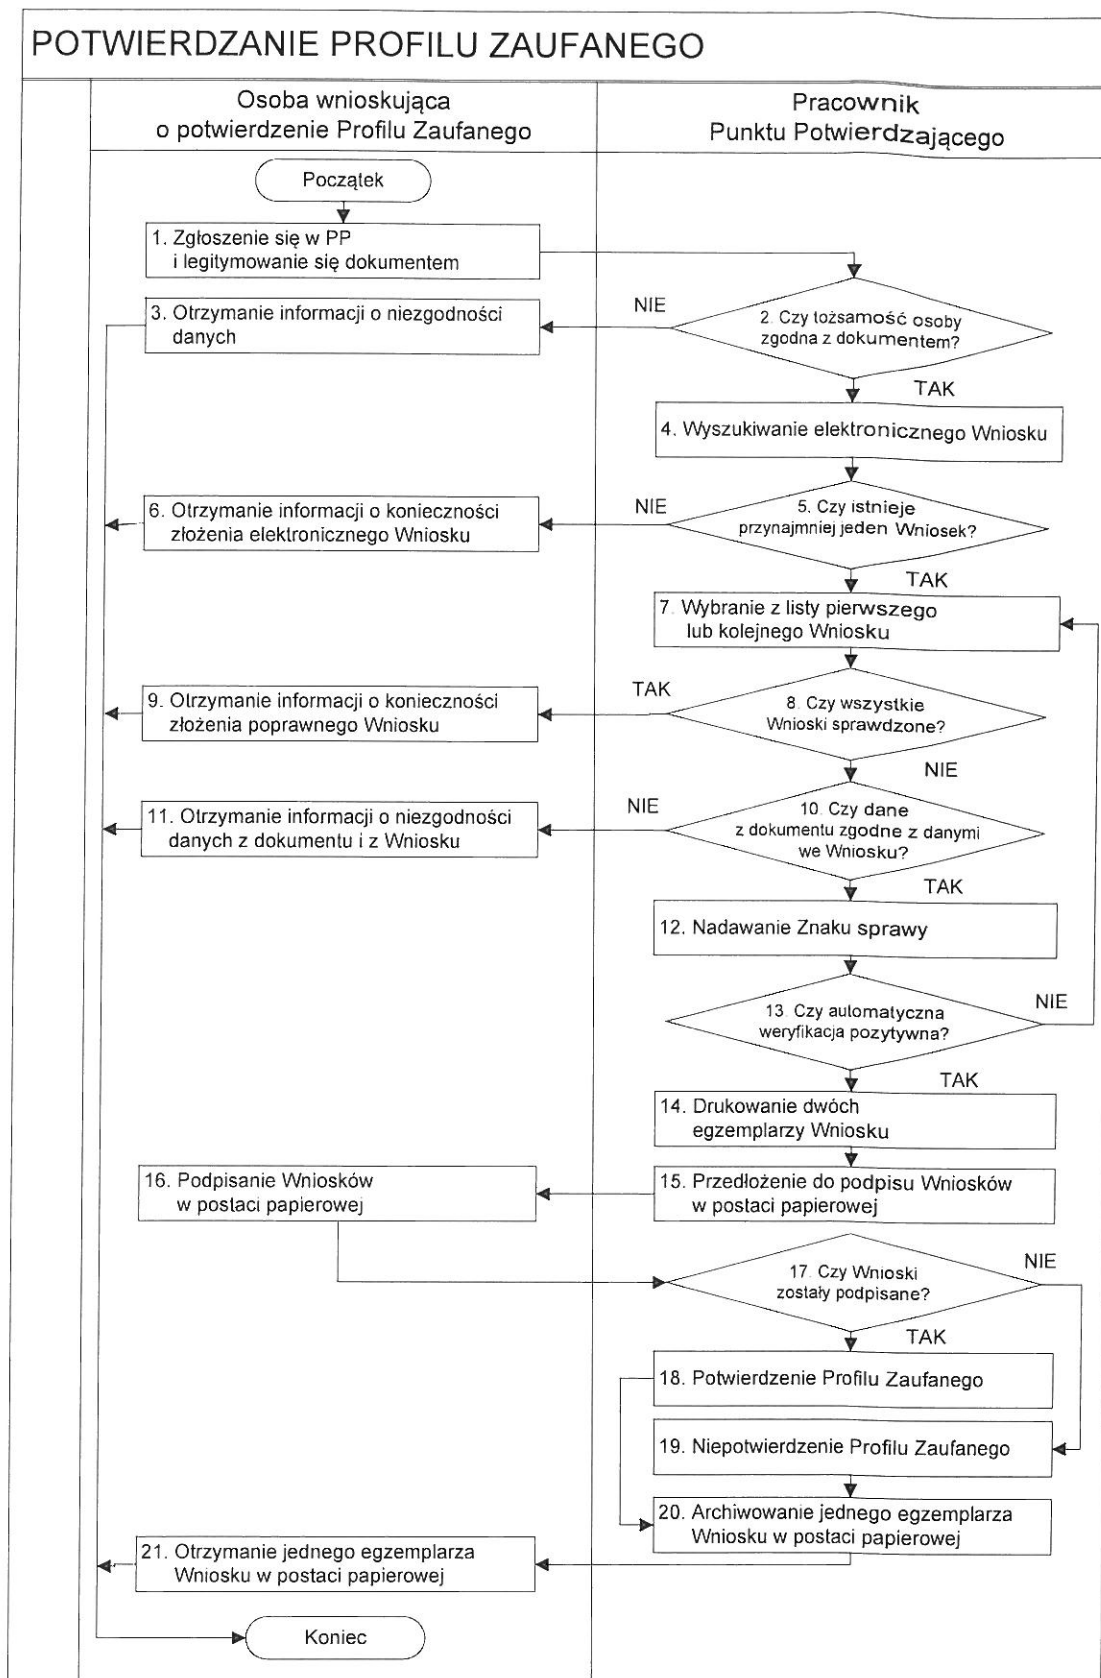 POTWIERDZANIE PROFILU ZAUFANEGO
Osoba wnioskująca
o potwierdzenie Profilu Zaufanego
Pracownik
Punktu Potwierdzającego
Początek
1. Zgłoszenie się w PP
i legitymowanie się dokumentem
2. Czy tożsamość osoby
zgodna z dokumentem?
NIE
3. Otrzymanie informacji o niezgodności
danych
TAK
4. Wyszukiwanie elektronicznego Wniosku
5. Czy istnieje
przynajmniej jeden Wniosek?
NIE
6. Otrzymanie informacji o konieczności
złożenia elektronicznego Wniosku
TAK
7. Wybranie z listy pierwszego
lub kolejnego Wniosku
8. Czy wszystkie
Wnioski sprawdzone?
TAK
9. Otrzymanie informacji o konieczności
złożenia poprawnego Wniosku
NIE
10. Czy dane
z dokumentu zgodne z danymi
we Wniosku?
NIE
11. Otrzymanie informacji o niezgodności
danych z dokumentu i z Wniosku
TAK
12. Nadawanie Znaku sprawy
13. Czy automatyczna
weryfikacja pozytywna?
NIE
TAK
14. Drukowanie dwóch
egzemplarzy Wniosku
15. Przedłożenie do podpisu Wniosków
w postaci papierowej
16. Podpisanie Wniosków
w postaci papierowej
17. Czy Wnioski
zostały podpisane?
NIE
TAK
18. Potwierdzenie Profilu Zaufanego
19. Niepotwierdzenie Profilu Zaufanego
20. Archiwowanie jednego egzemplarza
Wniosku w postaci papierowej
21. Otrzymanie jednego egzemplarza
Wniosku w postaci papierowej
Koniec